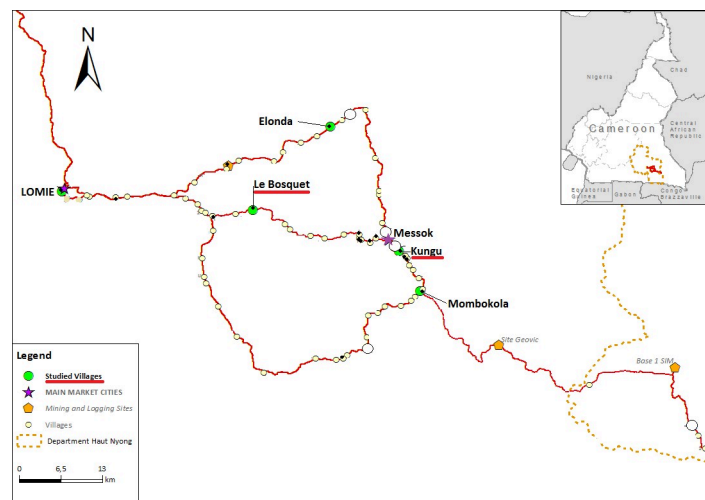 N
Nigeria
Chad
Central
African
Republic
Cameroon
Equatorial
Guinea
Gabon
Congo
Brazzaville
Elonda
LOMIE
Le Bosquet
Messok
Kungu
Mombokola
Site Geovic
Base 1 SIM
Legend
Studied Villages
MAIN MARKET CITIES
Mining and Logging Sites
Villages
Department Haut Nyong
0 6,5 13
km